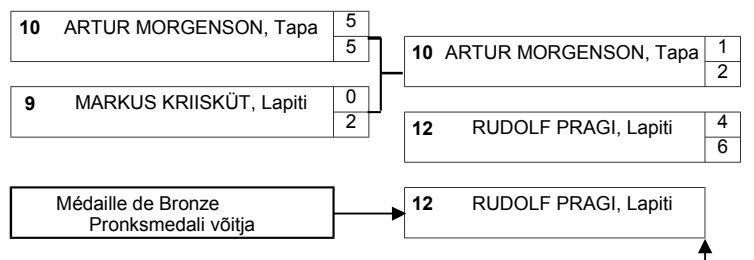 10 ARTUR MORGENSON, Tapa 5
5
10 ARTUR MORGENSON, Tapa 1
2
9 MARKUS KRIISKÜT, Lapiti 0
2
12 RUDOLF PRAGI, Lapiti 4
6
Médaille de Bronze
Pronksmedali võitja
12 RUDOLF PRAGI, Lapiti